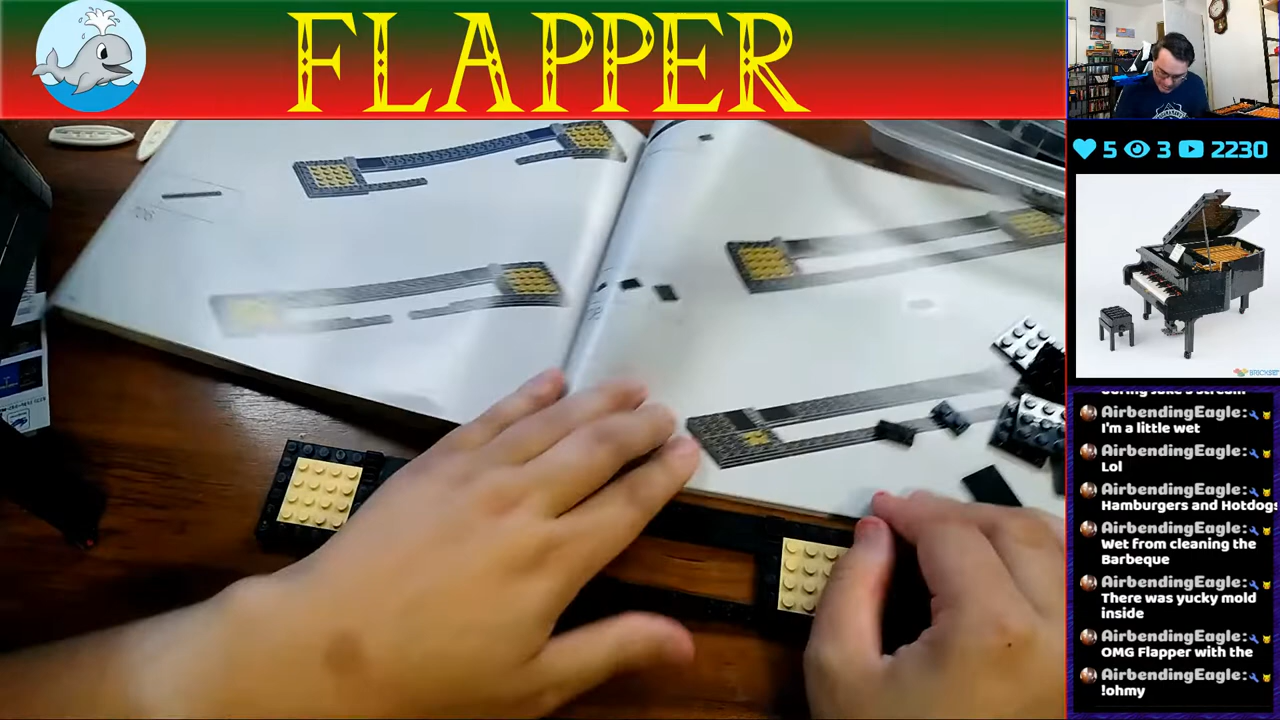 FLAPPER
5 3 2230
BRICKSET
AirbendingEagle:
I'm a little wet
AirbendingEagle:
Lol
AirbendingEagle:
Hamburgers and Hotdogs
AirbendingEagle:
Wet from cleaning the
Barbeque
AirbendingEagle:
There was yucky mold
inside
AirbendingEagle:
OMG Flapper with the
AirbendingEagle:
!ohmy